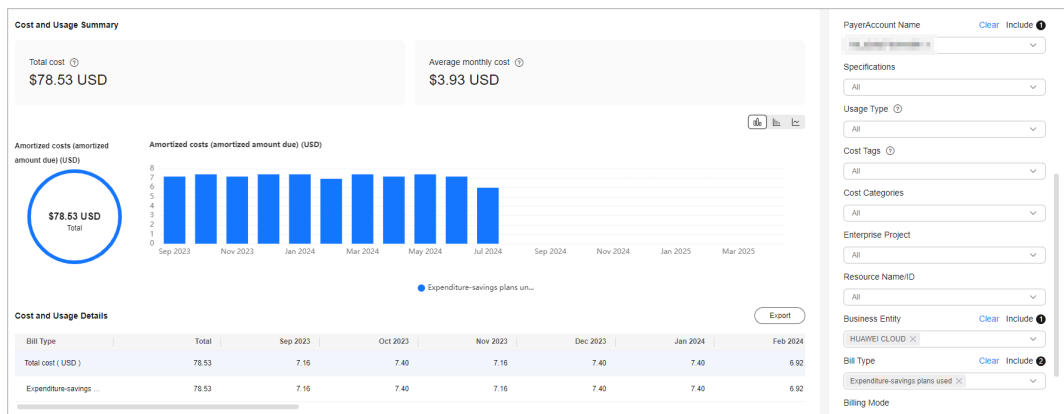 Cost and Usage Summary
Total cost ?
$78.53 USD
Average monthly cost ?
$3.93 USD
Amortized costs (amortized
amount due) (USD)
$78.53 USD
Total
Amortized costs (amortized amount due) (USD)
8
7
6
5
4
3
2
1
0
Sep 2023 Nov 2023 Jan 2024 Mar 2024 May 2024 Jul 2024 Sep 2024 Nov 2024 Jan 2025 Mar 2025
Expenditure-savings plans un...
Cost and Usage Details
Export
Bill Type Total Sep 2023 Oct 2023 Nov 2023 Dec 2023 Jan 2024 Feb 2024
Total cost ( USD ) 78.53 7.16 7.40 7.16 7.40 7.40 6.92
Expenditure-savings ... 78.53 7.16 7.40 7.16 7.40 7.40 6.92
PayerAccount Name Clear Include 1
Specifications
All
Usage Type ?
All
Cost Tags ?
All
Cost Categories
All
Enterprise Project
All
Resource Name/ID
All
Business Entity Clear Include 1
HUAWEI CLOUD ×
Bill Type Clear Include 2
Expenditure-savings plans used ×
Billing Mode